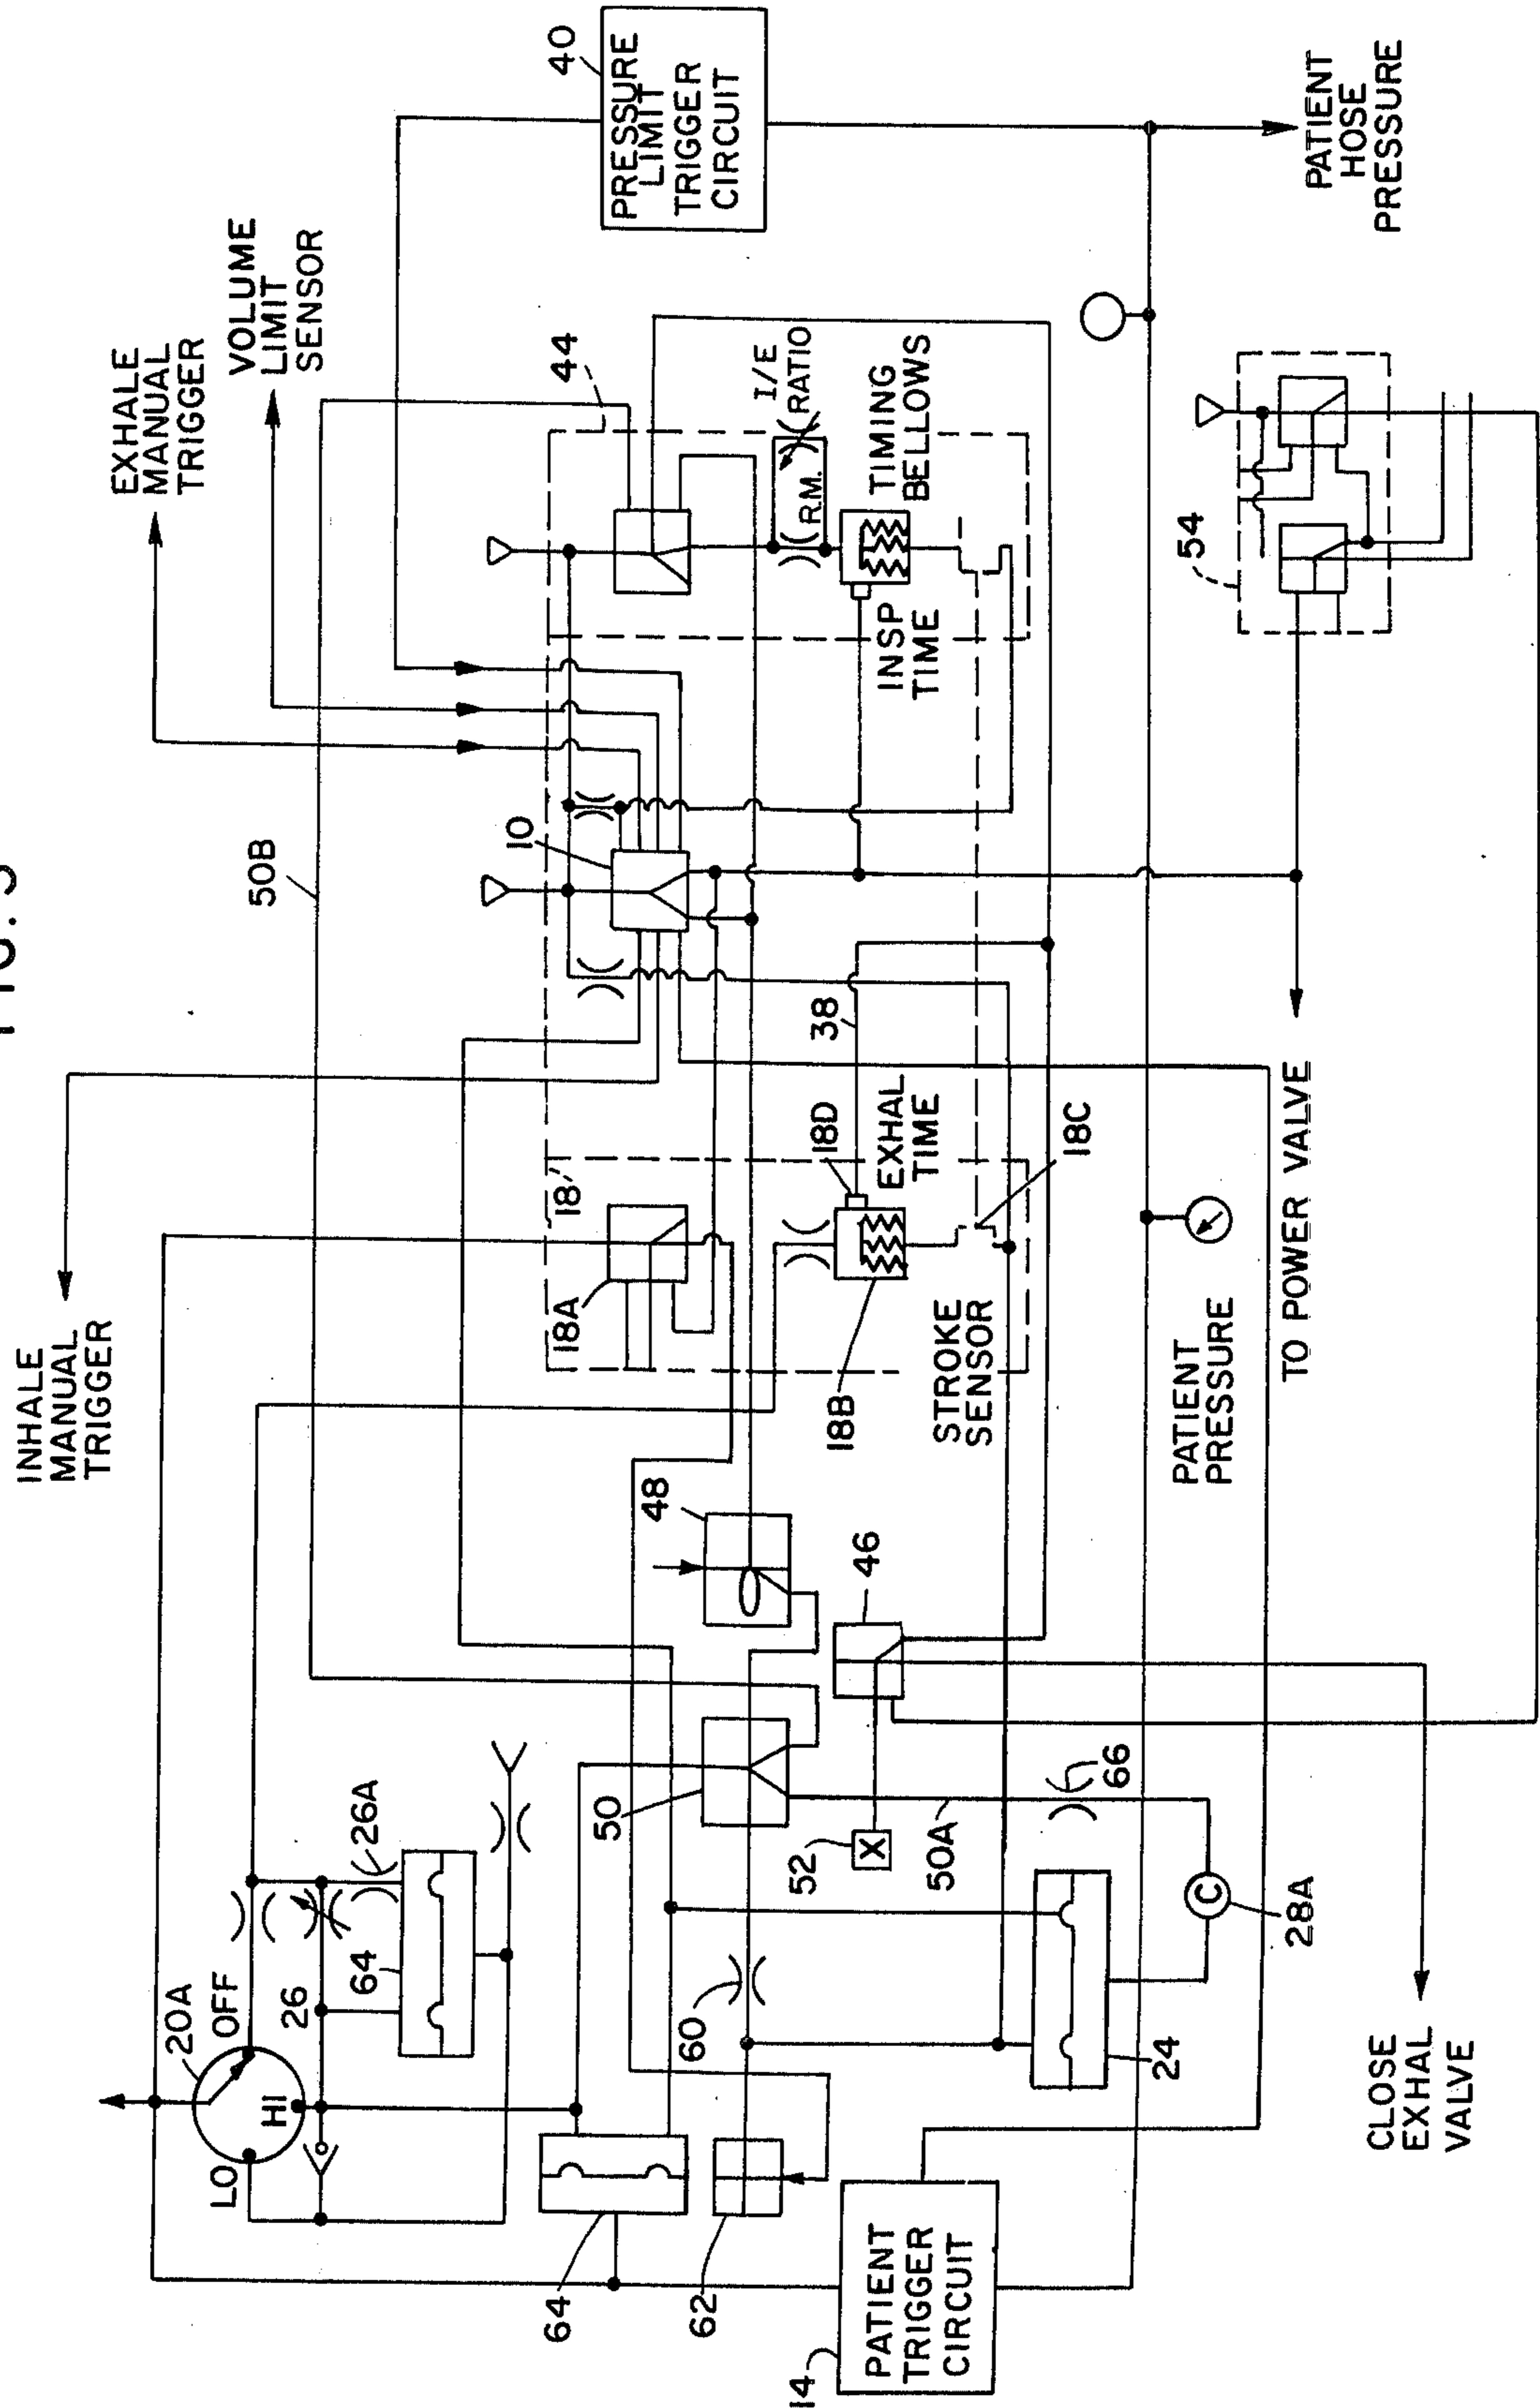 EXHALE
MANUAL
TRIGGER
VOLUME
LIMIT
SENSOR
40
PRESSURE
LIMIT
TRIGGER
CIRCUIT
PATIENT
HOSE
PRESSURE
50B
44
I/E
RATIO
R.M.
TIMING
BELLOWS
INSP
TIME
10
54
INHALE
MANUAL
TRIGGER
18
18A
38
18D
EXHAL
TIME
18C
18B
STROKE
SENSOR
TO POWER VALVE
PATIENT
PRESSURE
48
46
50
52
X
50A
66
C
28A
24
60
62
64
20A
OFF
HI
LO
26
26A
64
14
PATIENT
TRIGGER
CIRCUIT
CLOSE
EXHAL
VALVE